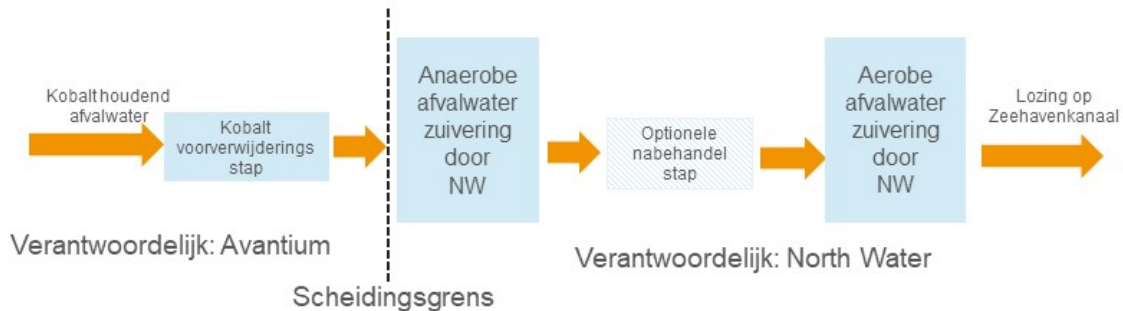 Kobalt houdend
afvalwater
Kobalt
voorverwijderings
stap
Anaerobe
afvalwater
zuivering
door
NW
Optionele
nabehandel
stap
Aerobe
afvalwater
zuivering
door
NW
Lozing op
Zeehavenkanaal
Verantwoordelijk: Avantium
Verantwoordelijk: North Water
Scheidingsgrens